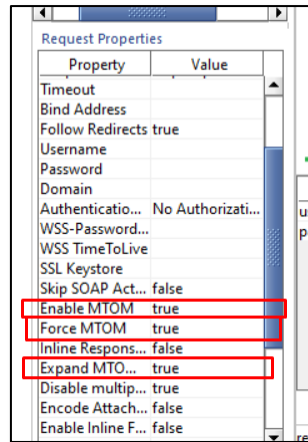 Request Properties
Property Value
Timeout
Bind Address
Follow Redirects true
Username
Password
Domain
Authenticatio... No Authorizati...
WSS-Password...
WSS TimeToLive
SSL Keystore
Skip SOAP Act... false
Enable MTOM true
Force MTOM true
Inline Respons... false
Expand MTO... true
Disable multip... true
Encode Attach... false
Enable Inline F... false